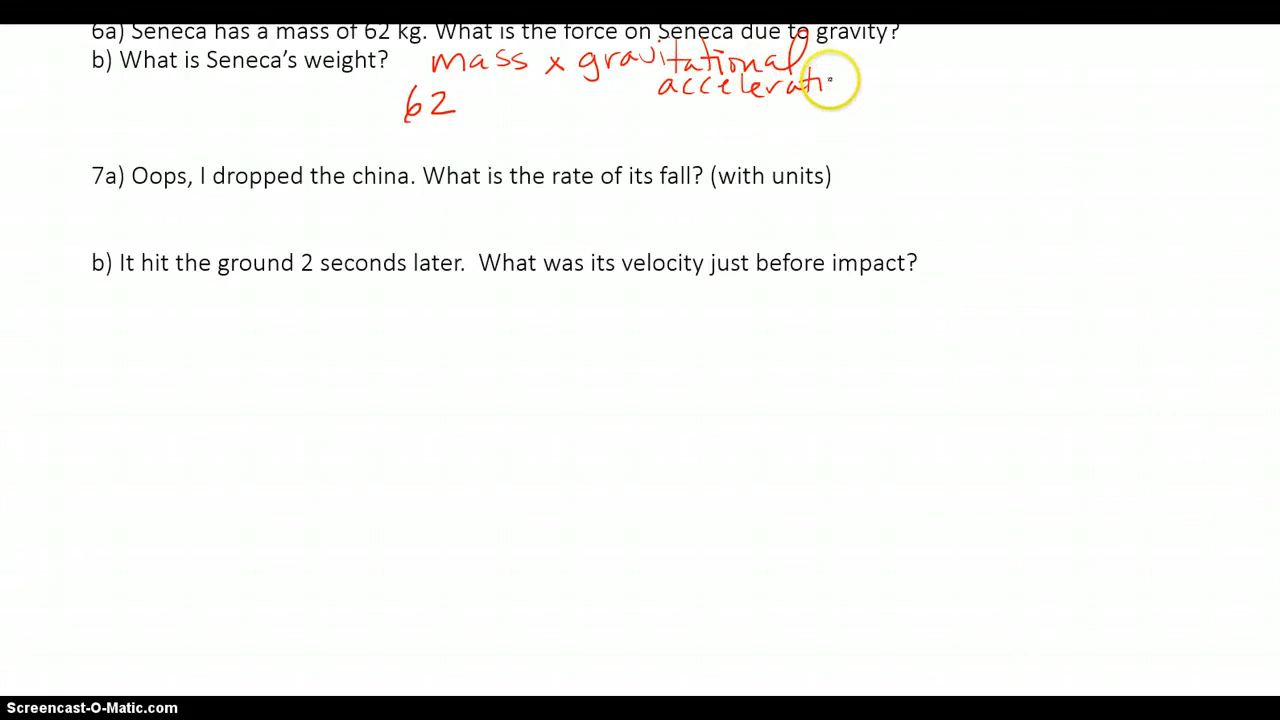 6a) Seneca has a mass of 62 kg. What is the force on Seneca due to gravity?
b) What is Seneca's weight? mass x gravitational
accelerati
62
7a) Oops, I dropped the china. What is the rate of its fall? (with units)
b) It hit the ground 2 seconds later. What was its velocity just before impact?
Screencast-O-Matic.com